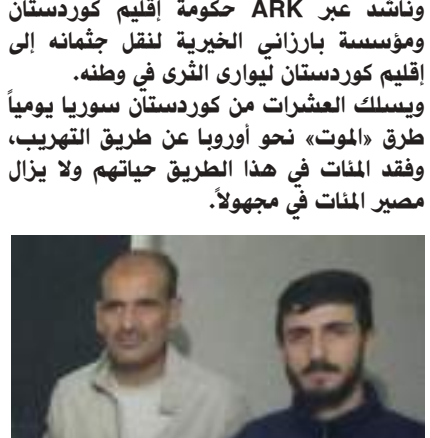 وناشد عبر ARK حكومة إقليم كوردستان
ومؤسسة بارزاني الخيرية لنقل جثمانه إلى
إقليم كوردستان ليوارى الثرى في وطنه.
ويسلك العشرات من كوردستان سوريا يومياً
طرق «الموت» نحو أوروبا عن طريق التهريب،
وفقد المئات في هذا الطريق حياتهم ولا يزال
مصير المئات في مجهولاً.